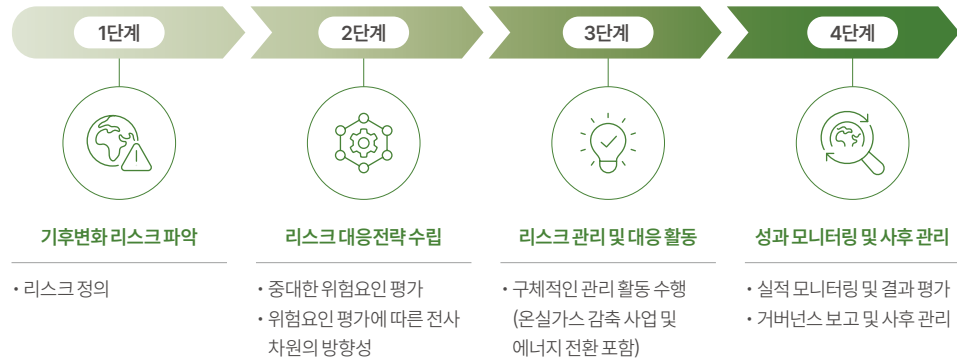 1단계
2단계
3단계
4단계
기후변화 리스크 파악
리스크 대응전략 수립
리스크 관리 및 대응 활동
성과 모니터링 및 사후 관리
• 리스크 정의
• 중대한 위험요인 평가
• 위험요인 평가에 따른 전사
차원의 방향성
• 구체적인 관리 활동 수행
(온실가스 감축 사업 및
에너지 전환 포함)
• 실적 모니터링 및 결과 평가
• 거버넌스 보고 및 사후 관리